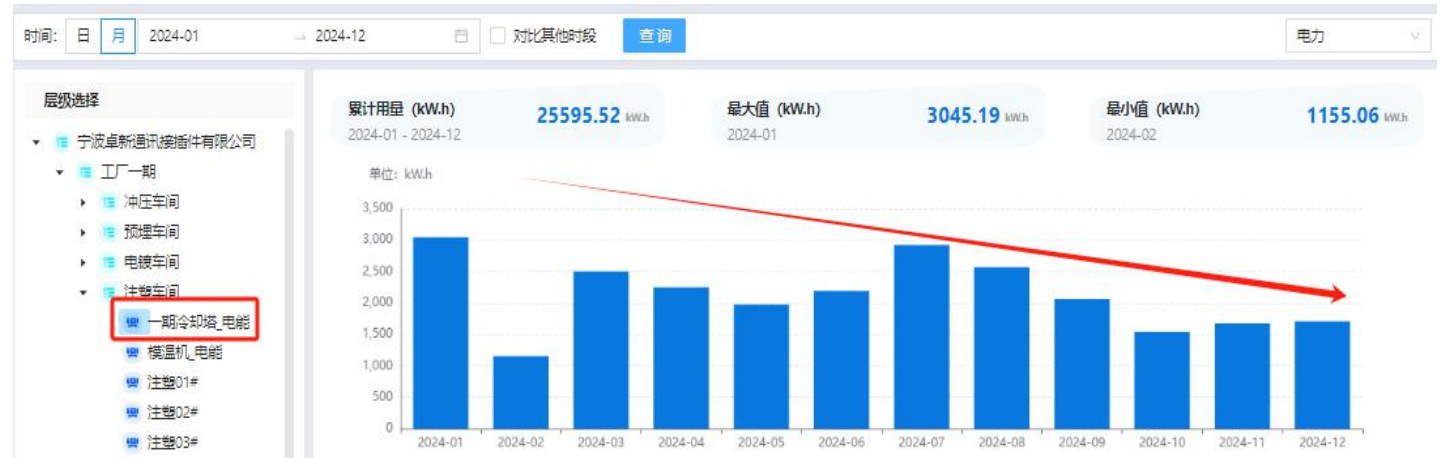 时间: 日 月 2024-01 → 2024-12 对比其他时段 查询 电力
层级选择
宁波卓新通讯接插件有限公司
工厂一期
冲压车间
预埋车间
电镀车间
注塑车间
一期冷却塔_电能
模温机_电能
注塑01#
注塑02#
注塑03#
累计用量 (kW.h) 25595.52 kW.h
2024-01 - 2024-12
最大值 (kW.h) 3045.19 kW.h
2024-01
最小值 (kW.h) 1155.06 kW.h
2024-02
单位: kW.h
3,500
3,000
2,500
2,000
1,500
1,000
500
0
2024-01 2024-02 2024-03 2024-04 2024-05 2024-06 2024-07 2024-08 2024-09 2024-10 2024-11 2024-12